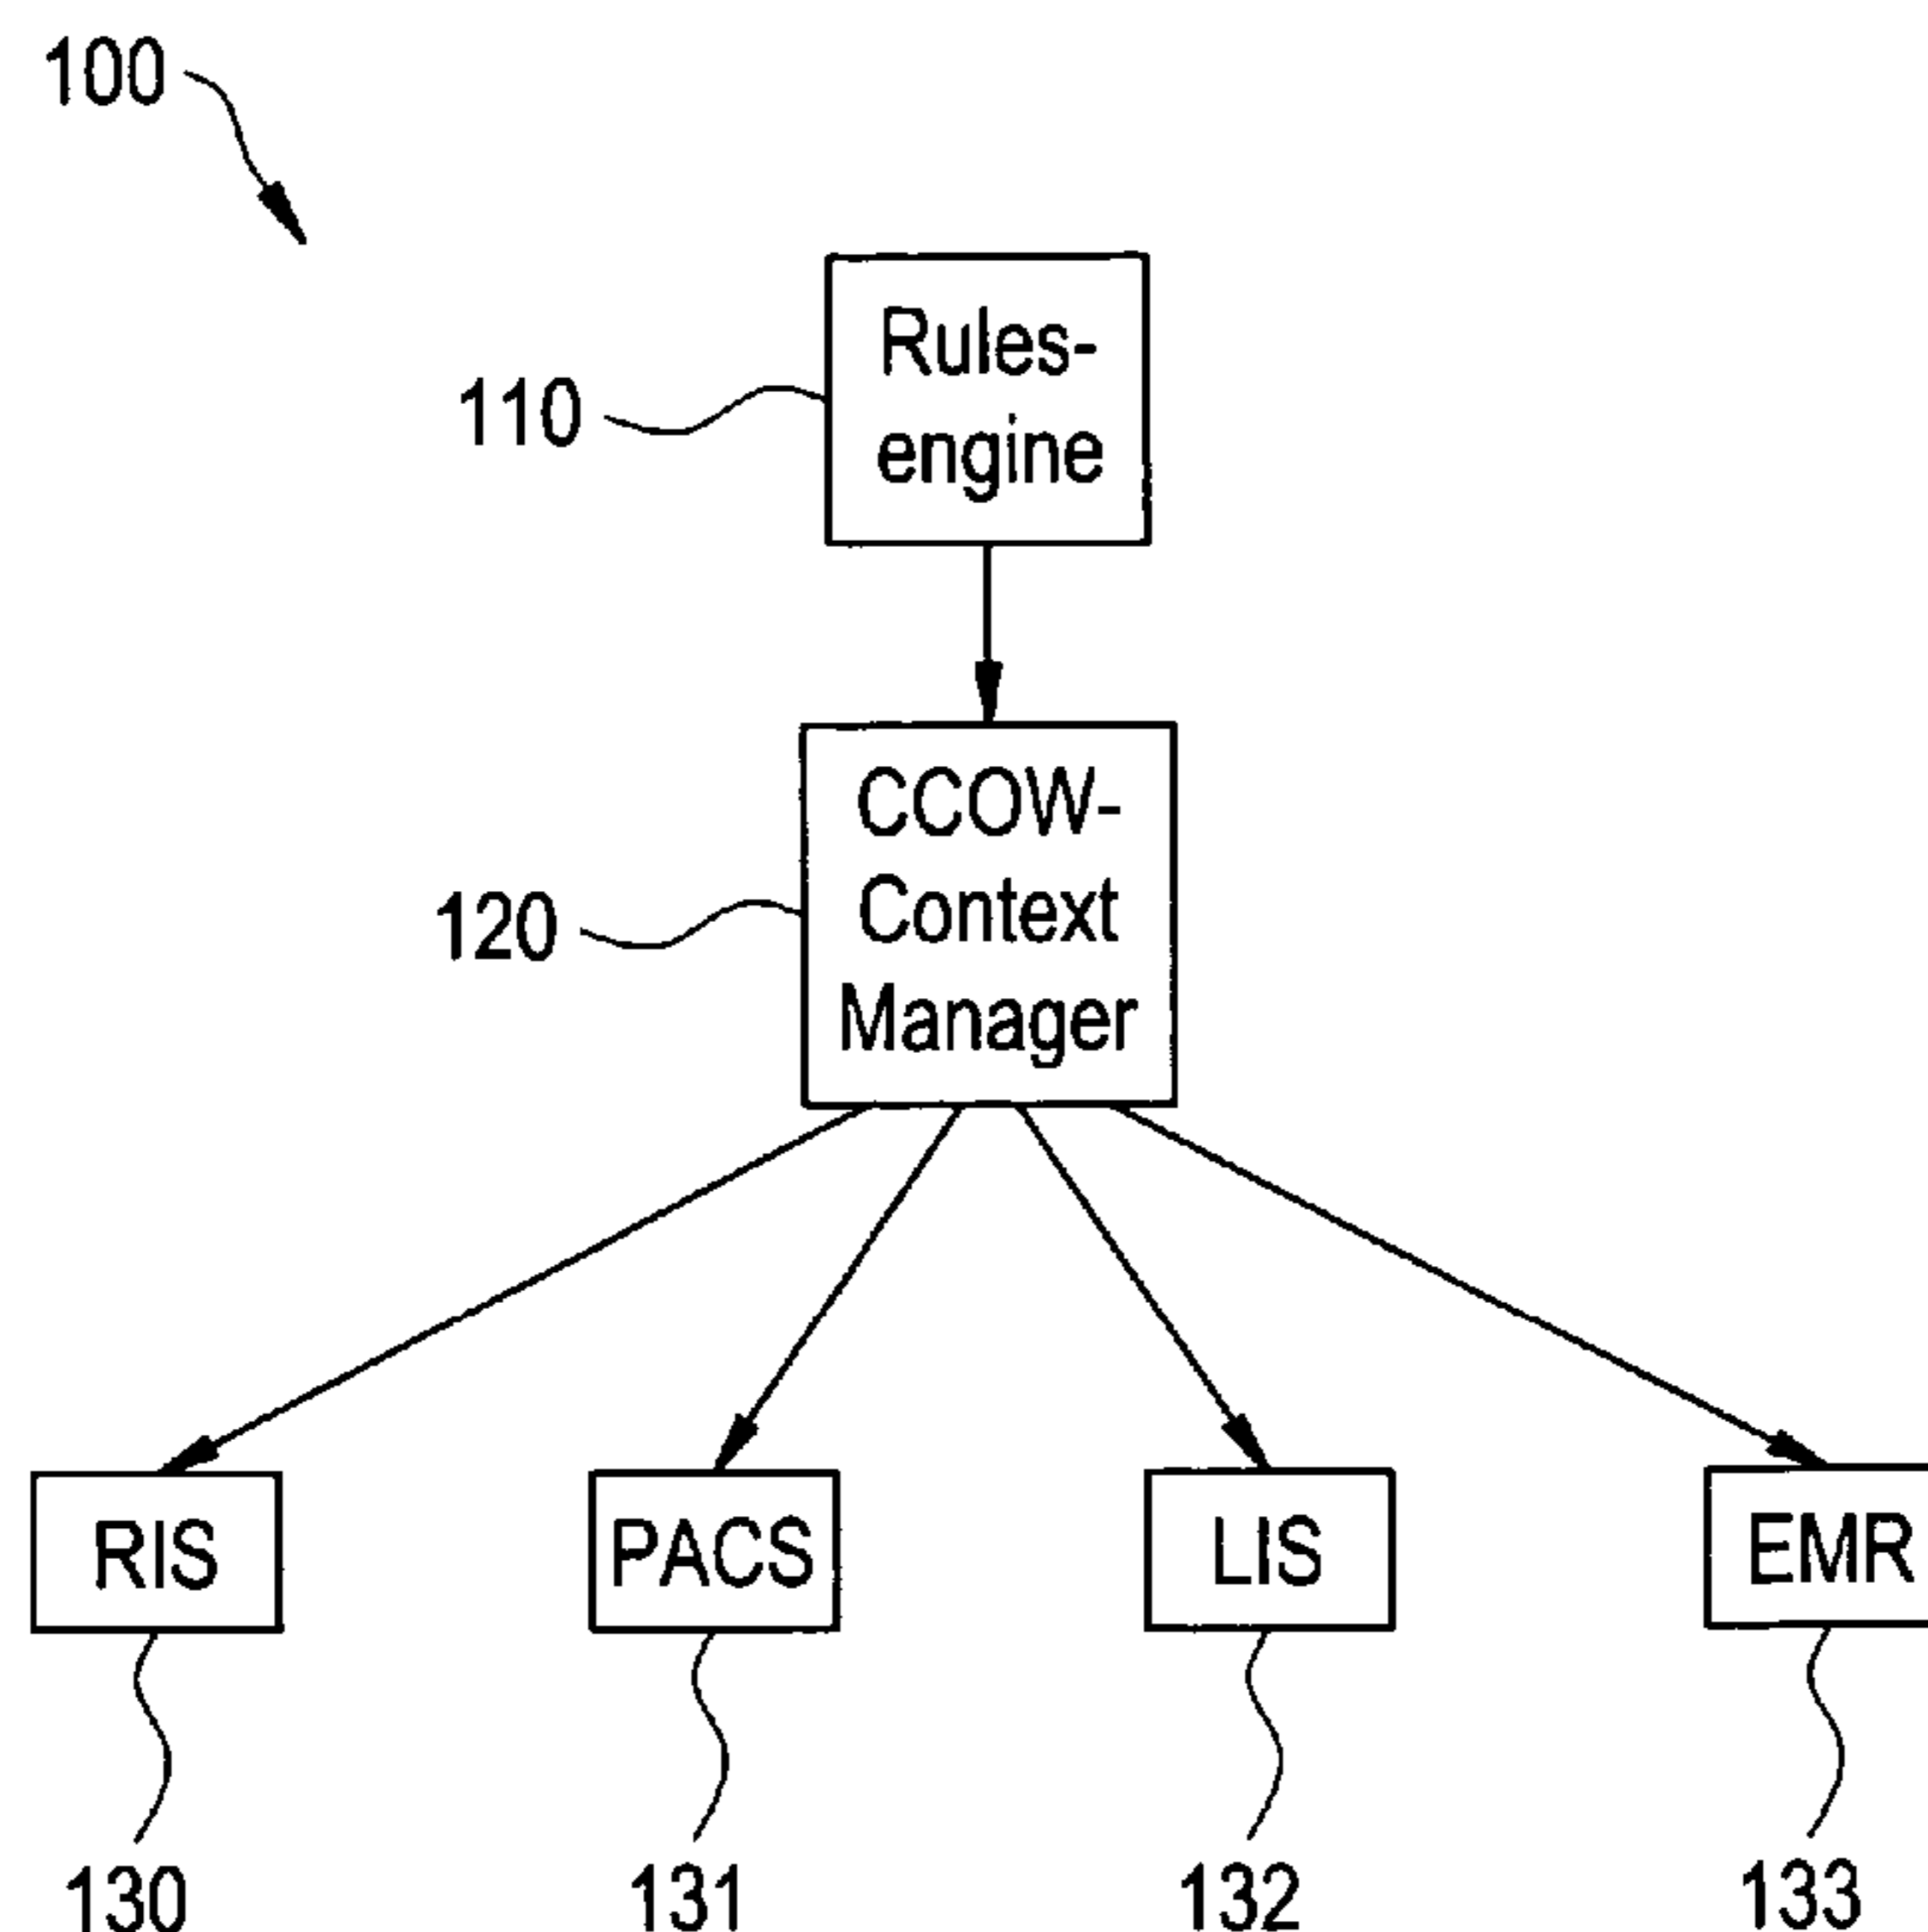 100
Rules-
engine
110
CCOW-
Context
Manager
120
RIS
PACS
LIS
EMR
130
131
132
133